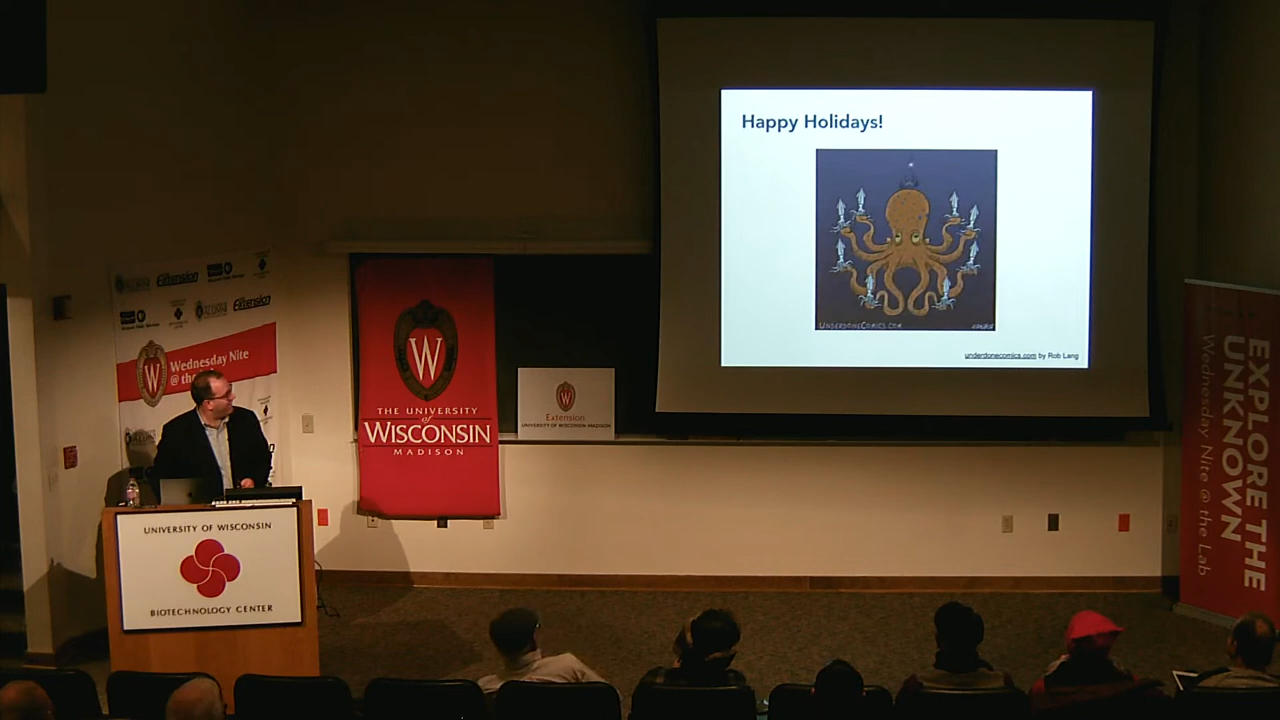 Happy Holidays!
UNDERDONECOMICS.COM
underdonecomics.com by Rob Lang
Extension
Extension
Wednesday Nite
@ the
W
THE UNIVERSITY
of
WISCONSIN
MADISON
Extension
UNIVERSITY OF WISCONSIN-MADISON
EXPLORE THE
UNKNOWN
Wednesday Nite @ the Lab
UNIVERSITY OF WISCONSIN
BIOTECHNOLOGY CENTER